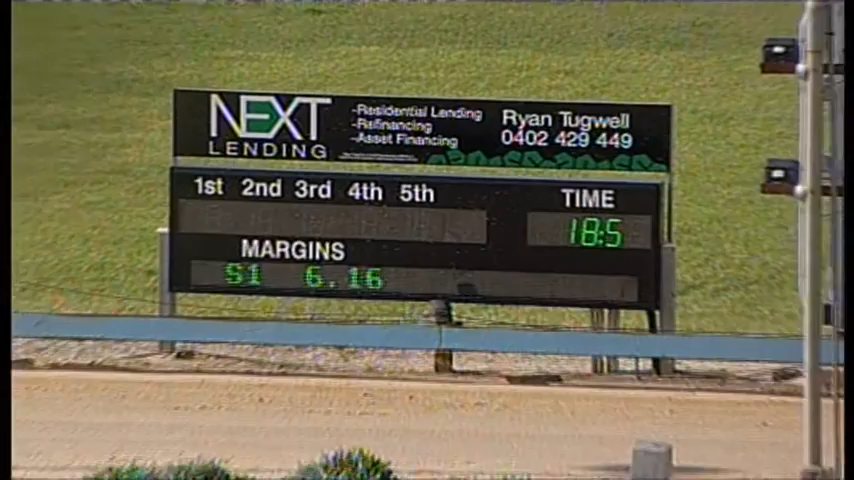 NEXT
LENDING
-Residential Lending
-Refinancing
-Asset Financing
Ryan Tugwell
0402 429 449
1st 2nd 3rd 4th 5th
TIME
18:5
MARGINS
S1 6.16